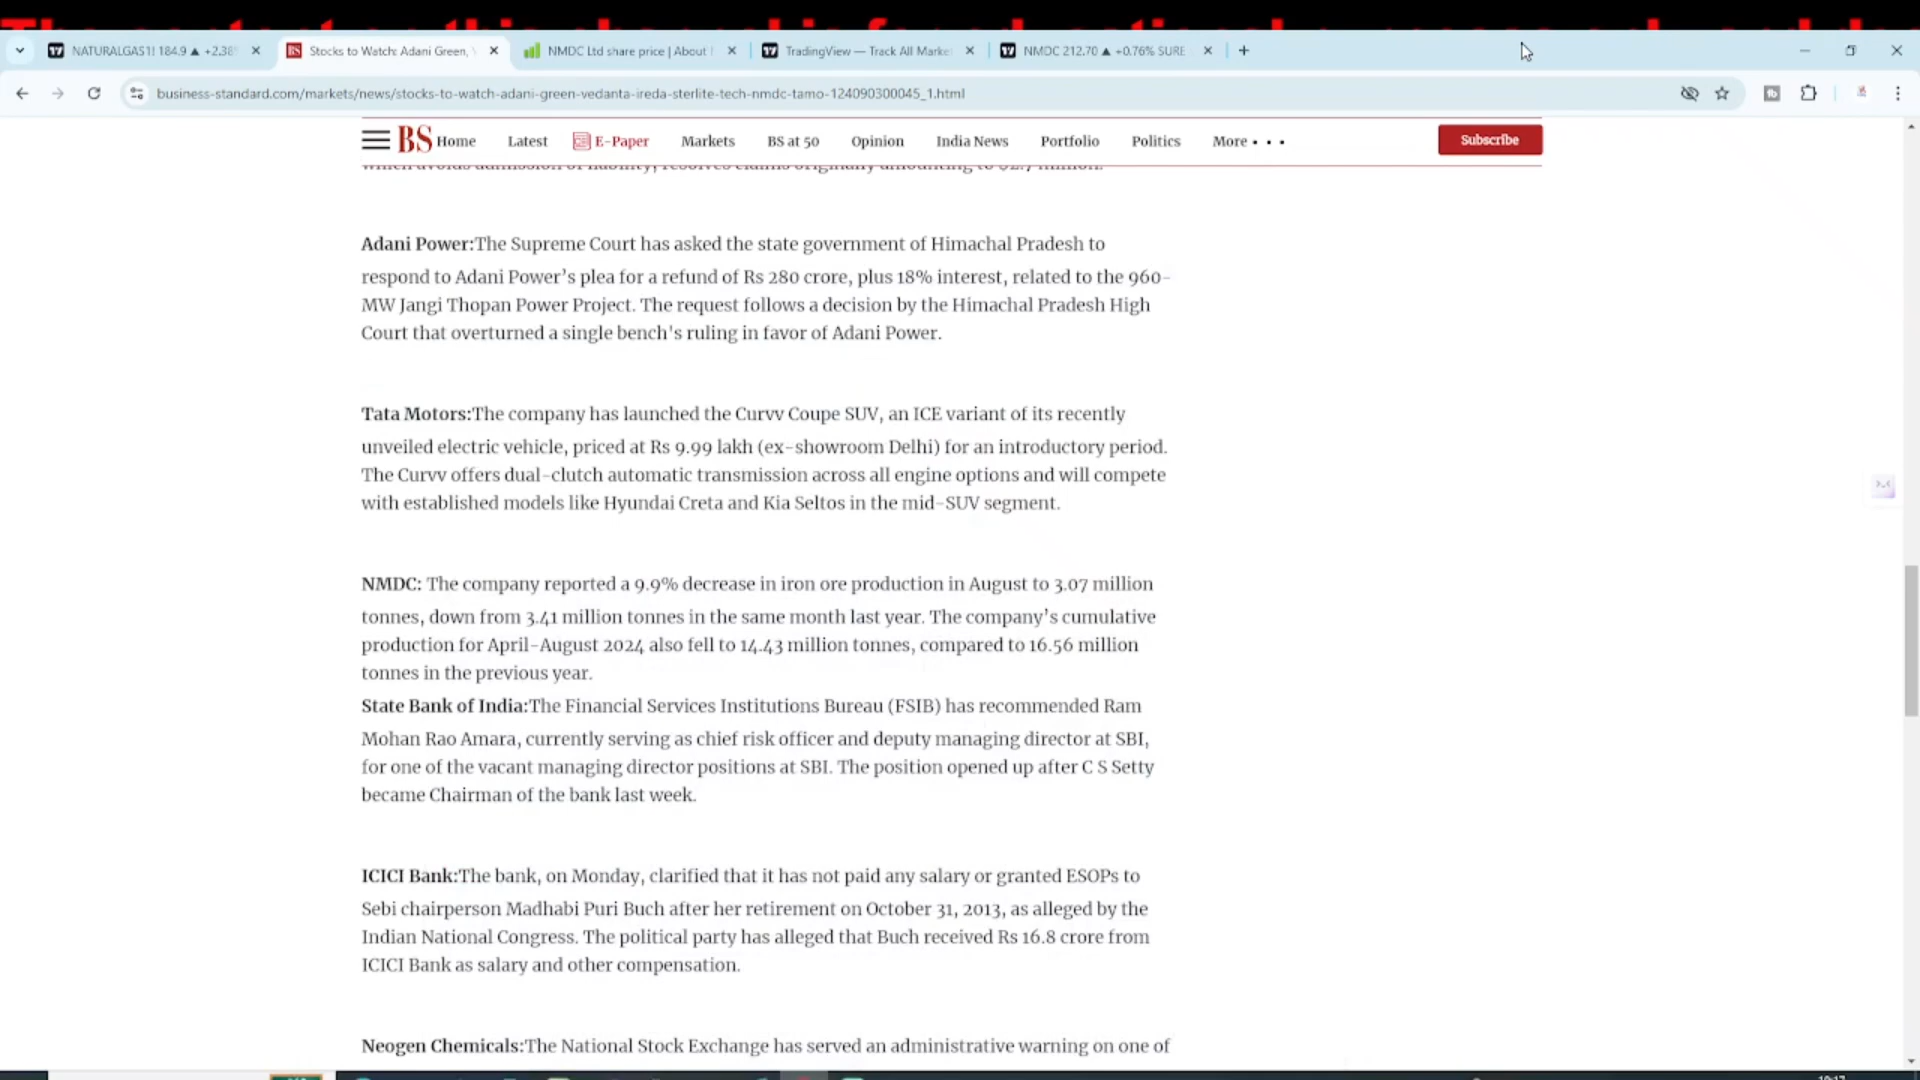 NATURALGAS1! 184.9 ▲ +2.38
Stocks to Watch: Adani Green,
NMDC Ltd share price | About
TradingView — Track All Marke
NMDC 212.70 ▲ +0.76% SURE
business-standard.com/markets/news/stocks-to-watch-adani-green-vedanta-ireda-sterlite-tech-nmdc-tamo-124090300045_1.html
BS Home Latest E-Paper Markets BS at 50 Opinion India News Portfolio Politics More • • • Subscribe
which avoids admission of liability, resolves claims originally amounting to $2.7 million.
Adani Power:The Supreme Court has asked the state government of Himachal Pradesh to
respond to Adani Power’s plea for a refund of Rs 280 crore, plus 18% interest, related to the 960-
MW Jangi Thopan Power Project. The request follows a decision by the Himachal Pradesh High
Court that overturned a single bench's ruling in favor of Adani Power.
Tata Motors:The company has launched the Curvv Coupe SUV, an ICE variant of its recently
unveiled electric vehicle, priced at Rs 9.99 lakh (ex-showroom Delhi) for an introductory period.
The Curvv offers dual-clutch automatic transmission across all engine options and will compete
with established models like Hyundai Creta and Kia Seltos in the mid-SUV segment.
NMDC: The company reported a 9.9% decrease in iron ore production in August to 3.07 million
tonnes, down from 3.41 million tonnes in the same month last year. The company’s cumulative
production for April-August 2024 also fell to 14.43 million tonnes, compared to 16.56 million
tonnes in the previous year.
State Bank of India:The Financial Services Institutions Bureau (FSIB) has recommended Ram
Mohan Rao Amara, currently serving as chief risk officer and deputy managing director at SBI,
for one of the vacant managing director positions at SBI. The position opened up after C S Setty
became Chairman of the bank last week.
ICICI Bank:The bank, on Monday, clarified that it has not paid any salary or granted ESOPs to
Sebi chairperson Madhabi Puri Buch after her retirement on October 31, 2013, as alleged by the
Indian National Congress. The political party has alleged that Buch received Rs 16.8 crore from
ICICI Bank as salary and other compensation.
Neogen Chemicals:The National Stock Exchange has served an administrative warning on one of